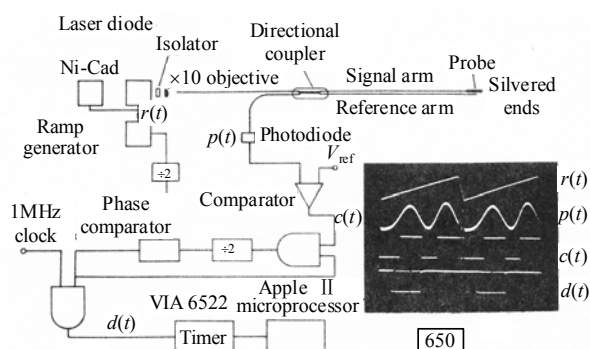 Laser diode
Isolator
Ni-Cad
×10 objective
Directional
coupler
Signal arm
Reference arm
Probe
Silvered
ends
r(t)
Ramp
generator
p(t)
Photodiode
V ref
÷2
Comparator
r(t)
p(t)
c(t)
d(t)
1MHz
clock
Phase
comparator
÷2
c(t)
d(t)
VIA 6522
Timer
Apple II
microprocessor
650